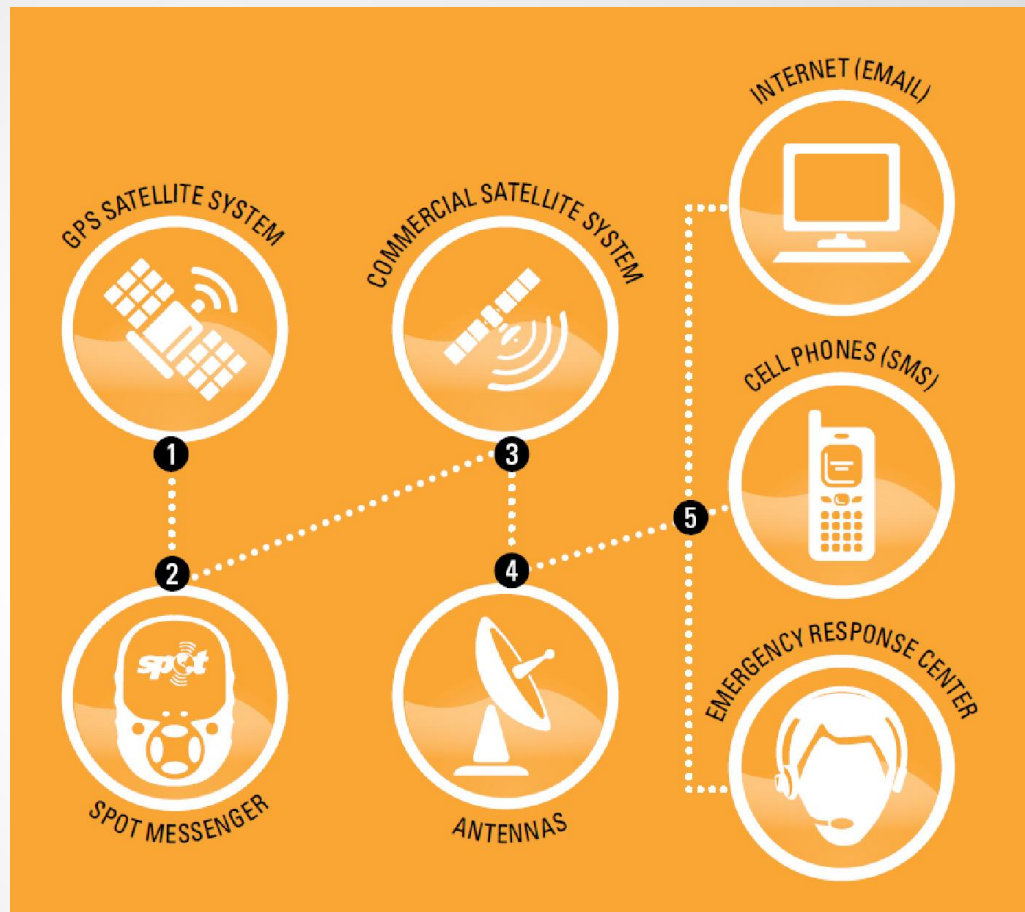 GPS SATELLITE SYSTEM
COMMERCIAL SATELLITE SYSTEM
INTERNET (EMAIL)
CELL PHONES (SMS)
1
3
2
4
5
spot
SPOT MESSENGER
ANTENNAS
EMERGENCY RESPONSE CENTER